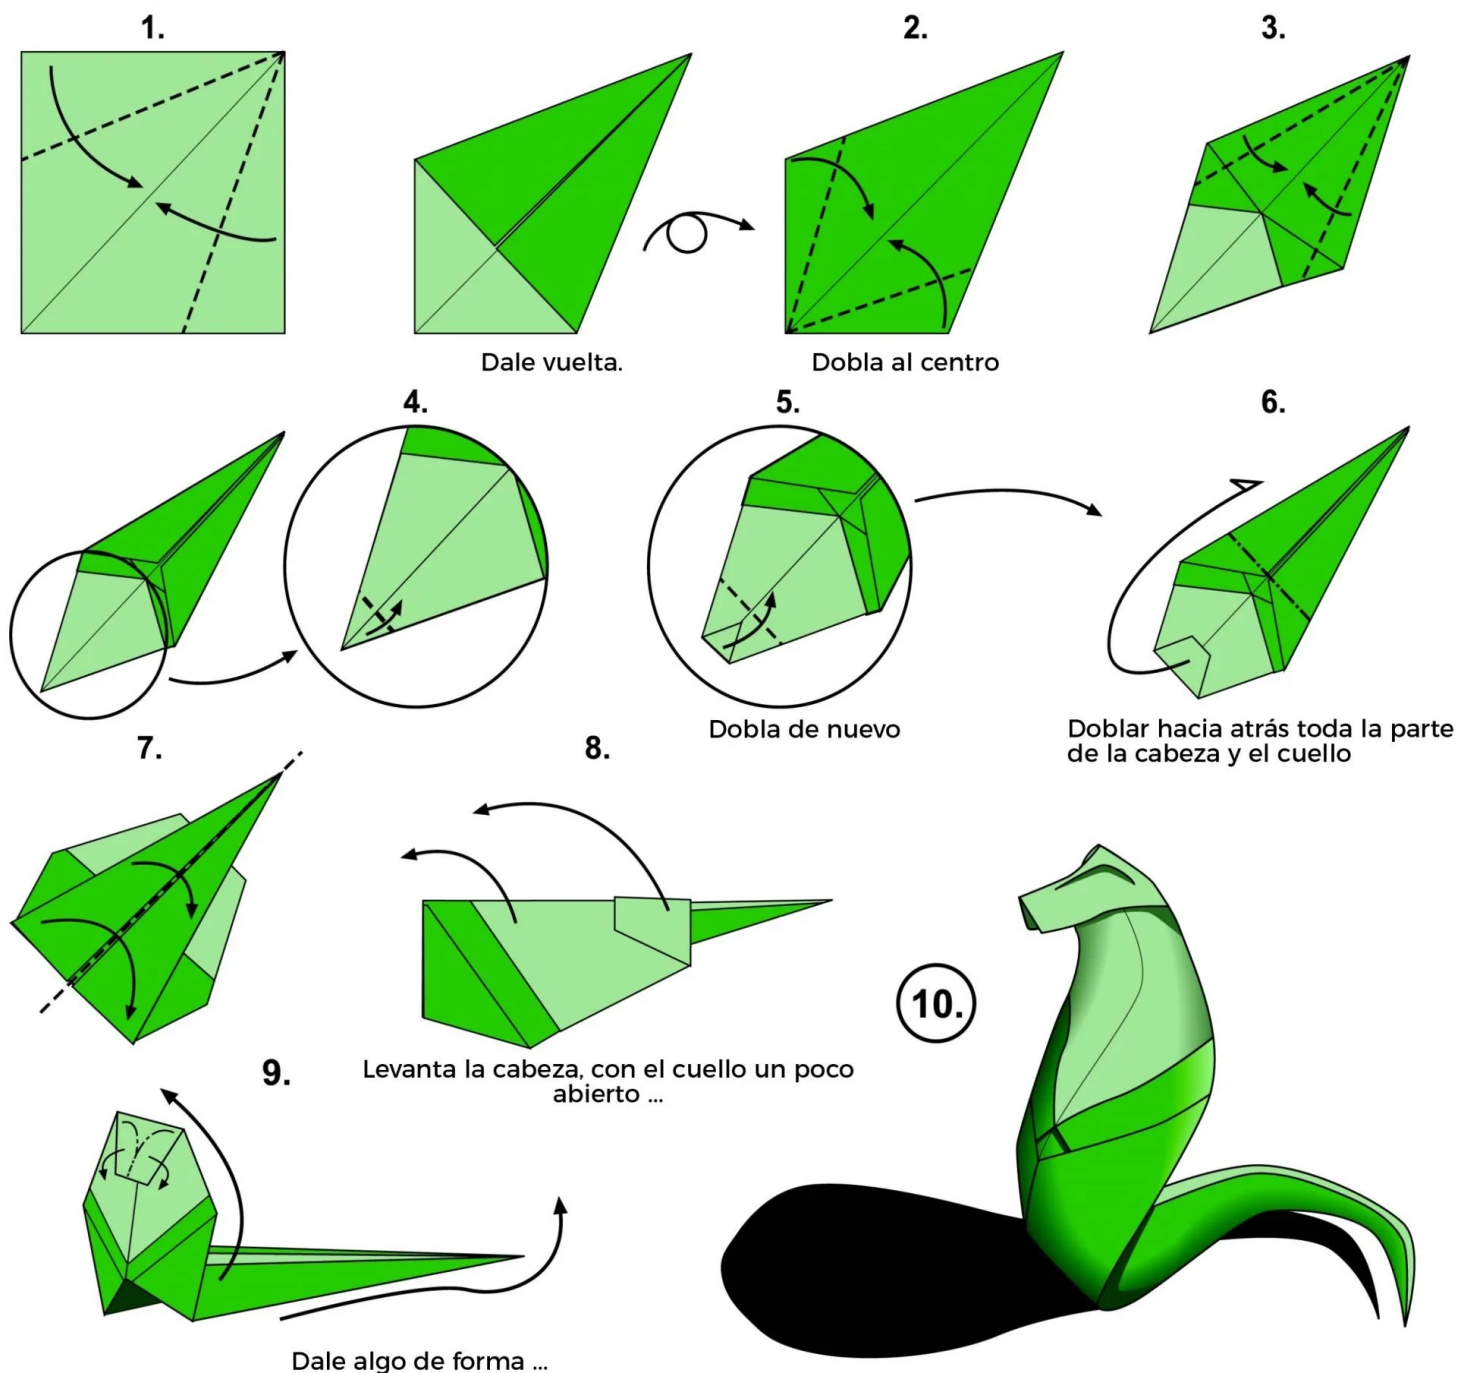 1.
2.
3.
Dale vuelta.
Dobla al centro
4.
5.
6.
Dobla de nuevo
Doblar hacia atrás toda la parte
de la cabeza y el cuello
7.
8.
Levanta la cabeza, con el cuello un poco
abierto ...
9.
10.
Dale algo de forma ...